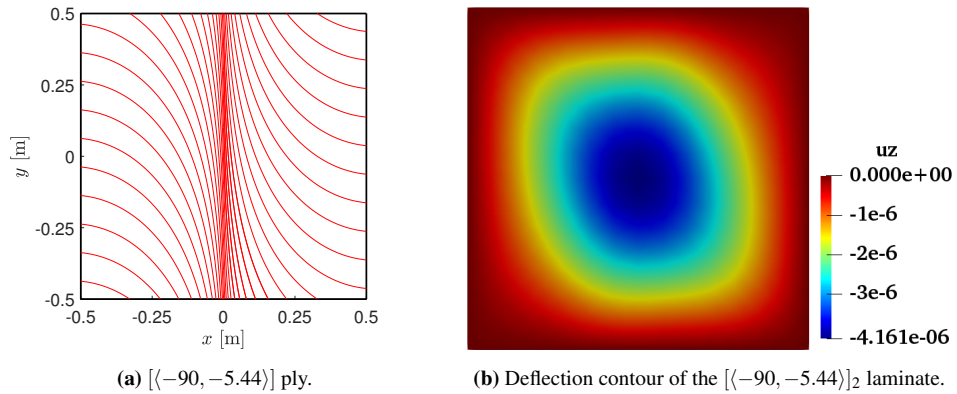 0.5
0.25
0
-0.25
-0.5
y [m]
-0.5 -0.25 0 0.25 0.5
x [m]
(a) [⟨−90, −5.44⟩] ply.
uz
0.000e+00
-1e-6
-2e-6
-3e-6
-4.161e-06
(b) Deflection contour of the [⟨−90, −5.44⟩]₂ laminate.